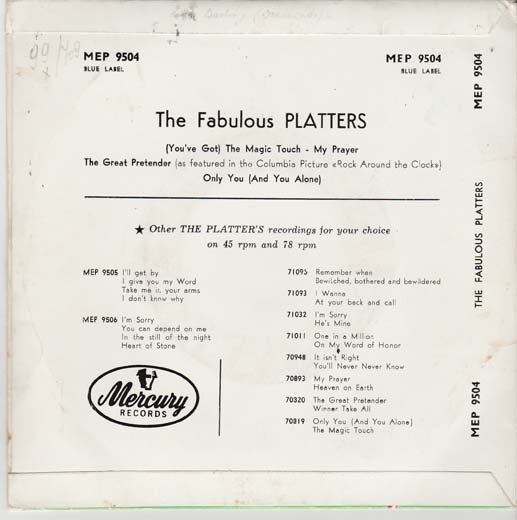 MEP 9504
BLUE LABEL
MEP 9504
BLUE LABEL
The Fabulous PLATTERS
(You've Got) The Magic Touch - My Prayer
The Great Pretender (as featured in the Columbia Picture «Rock Around the Clock»)
Only You (And You Alone)
★ Other THE PLATTER'S recordings for your choice
on 45 rpm and 78 rpm
MEP 9505 I'll get by
I give you my Word
Take me in your arms
I don't know why
MEP 9506 I'm Sorry
You can depend on me
In the still of the night
Heart of Stone
Mercury
RECORDS
71095 Remember when
Bewitched, bothered and bewildered
71093 I Wanna
At your beck and call
71032 I'm Sorry
He's Mine
71011 One in a Million
On My Word of Honor
70948 It isn't Right
You'll Never Never Know
70893 My Prayer
Heaven on Earth
70320 The Great Pretender
Winner Take All
70819 Only You (And You Alone)
The Magic Touch
MEP 9504
THE FABULOUS PLATTERS
MEP 9504